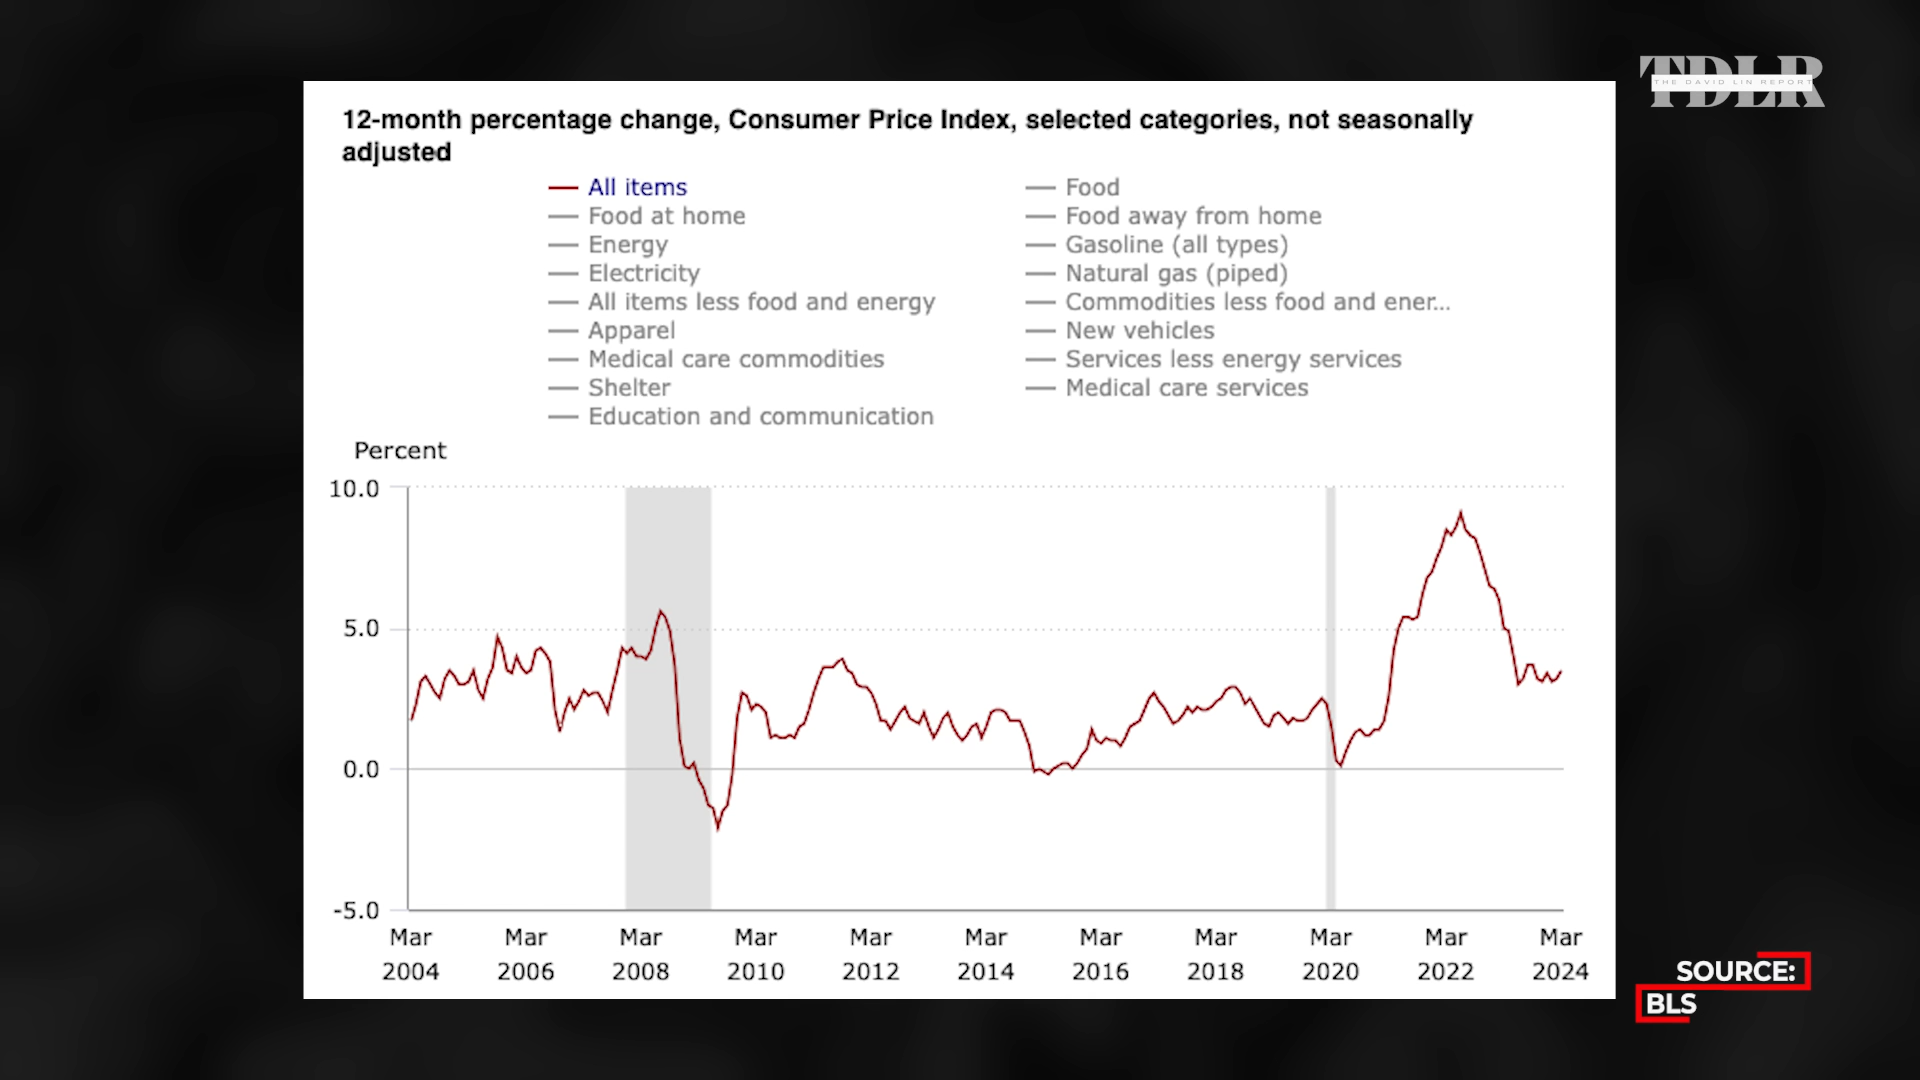 TDLR
THE DAVID LIN REPORT
12-month percentage change, Consumer Price Index, selected categories, not seasonally
adjusted
All items
Food
Food at home
Food away from home
Energy
Gasoline (all types)
Electricity
Natural gas (piped)
All items less food and energy
Commodities less food and ener...
Apparel
New vehicles
Medical care commodities
Services less energy services
Shelter
Medical care services
Education and communication
Percent
10.0
5.0
0.0
-5.0
Mar Mar Mar Mar Mar Mar Mar Mar Mar Mar Mar
2004 2006 2008 2010 2012 2014 2016 2018 2020 2022 2024
SOURCE:
BLS